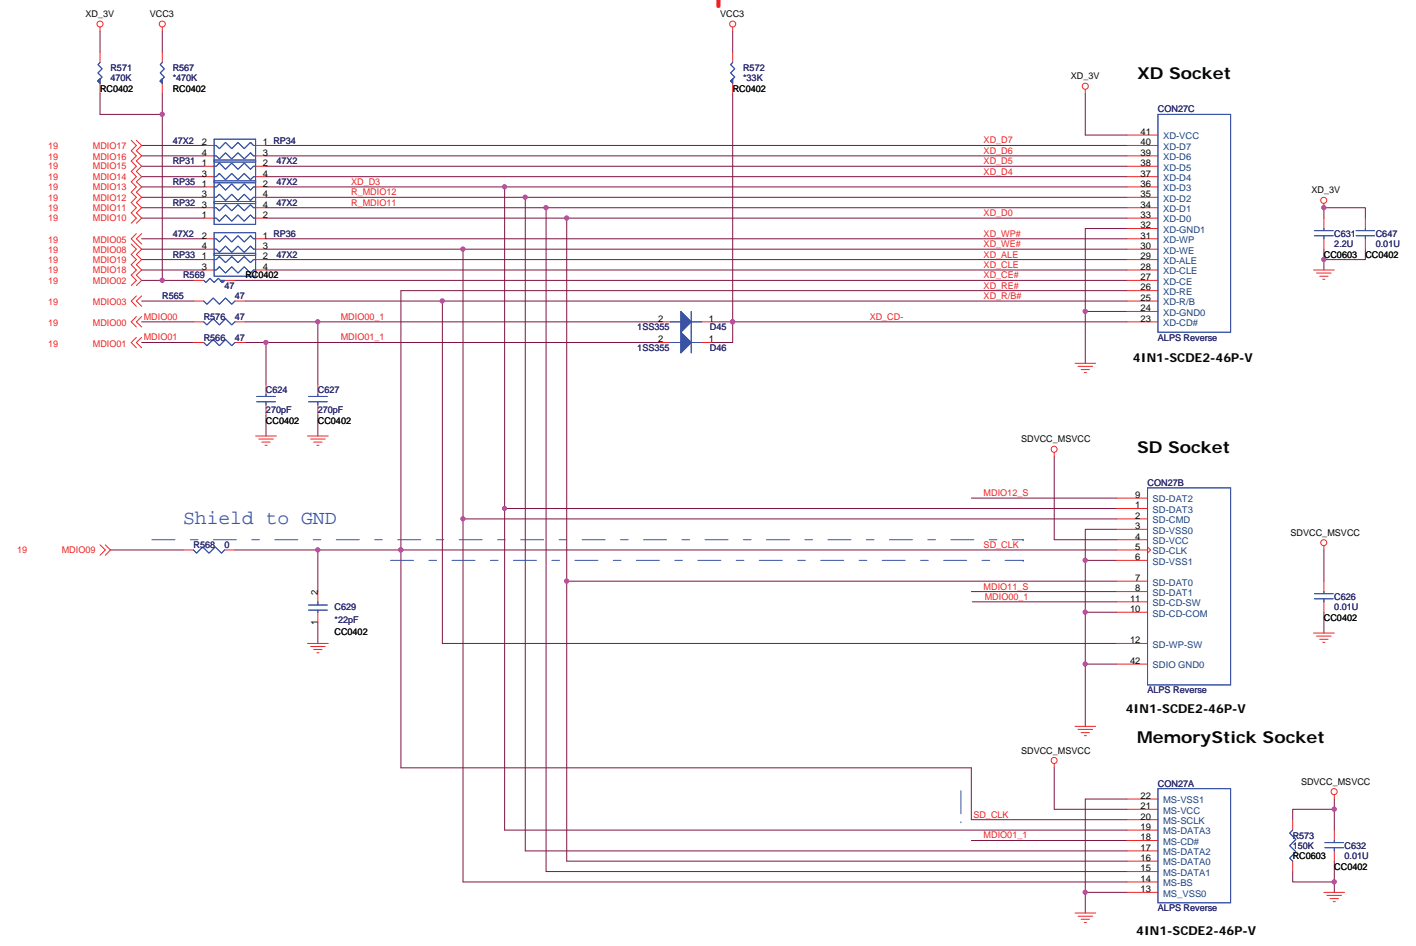 XD_3V VCC3 VCC3
R571 470K RC0402
R567 *470K RC0402
R572 *33K RC0402
XD_3V
XD Socket
CON27C
19 MDIO17 47X2 2 1 RP34 XD_D7 41 XD-VCC
19 MDIO16 4 3 XD_D6 40 XD-D7
19 MDIO15 RP31 1 2 47X2 XD_D5 39 XD-D6
19 MDIO14 3 4 XD_D4 38 XD-D5
19 MDIO13 RP35 1 2 47X2 XD_D3 37 XD-D4
19 MDIO12 3 4 R_MDIO12 36 XD-D3
19 MDIO11 RP32 3 4 47X2 R_MDIO11 35 XD-D2
19 MDIO10 1 2 XD_D0 34 XD-D1
33 XD-D0
32 XD-GND1
19 MDIO05 47X2 2 1 RP36 XD_WP# 31 XD-WP
19 MDIO08 4 3 XD_WE# 30 XD-WE
19 MDIO19 RP33 1 2 47X2 XD_ALE 29 XD-ALE
19 MDIO18 3 4 XD_CLE 28 XD-CLE
19 MDIO02 R569 47 RC0402 XD_CE# 27 XD-CE
XD_RE# 26 XD-RE
19 MDIO03 R565 47 XD_R/B# 25 XD-R/B
24 XD-GND0
19 MDIO00 MDIO00 R576 47 MDIO00_1 2 1SS355 1 D45 XD_CD- 23 XD-CD#
19 MDIO01 MDIO01 R566 47 MDIO01_1 2 1SS355 1 D46
ALPS Reverse
4IN1-SCDE2-46P-V
XD_3V
C631 2.2U CC0603
C647 0.01U CC0402
C624 270pF CC0402
C627 270pF CC0402
SDVCC_MSVCC
SD Socket
CON27B
MDIO12_S 9 SD-DAT2
1 SD-DAT3
2 SD-CMD
3 SD-VSS0
4 SD-VCC
Shield to GND
19 MDIO09 R568 0 SD_CLK 5 SD-CLK
6 SD-VSS1
7 SD-DAT0
MDIO11_S 8 SD-DAT1
MDIO00_1 11 SD-CD-SW
10 SD-CD-COM
12 SD-WP-SW
42 SDIO GND0
ALPS Reverse
4IN1-SCDE2-46P-V
2 1 C629 *22pF CC0402
SDVCC_MSVCC
C626 0.01U CC0402
MemoryStick Socket
SDVCC_MSVCC
CON27A
22 MS-VSS1
21 MS-VCC
SD_CLK 20 MS-SCLK
19 MS-DATA3
MDIO01_1 18 MS-CD#
17 MS-DATA2
16 MS-DATA0
15 MS-DATA1
14 MS-BS
13 MS_VSS0
ALPS Reverse
4IN1-SCDE2-46P-V
SDVCC_MSVCC
R573 150K RC0603
C632 0.01U CC0402